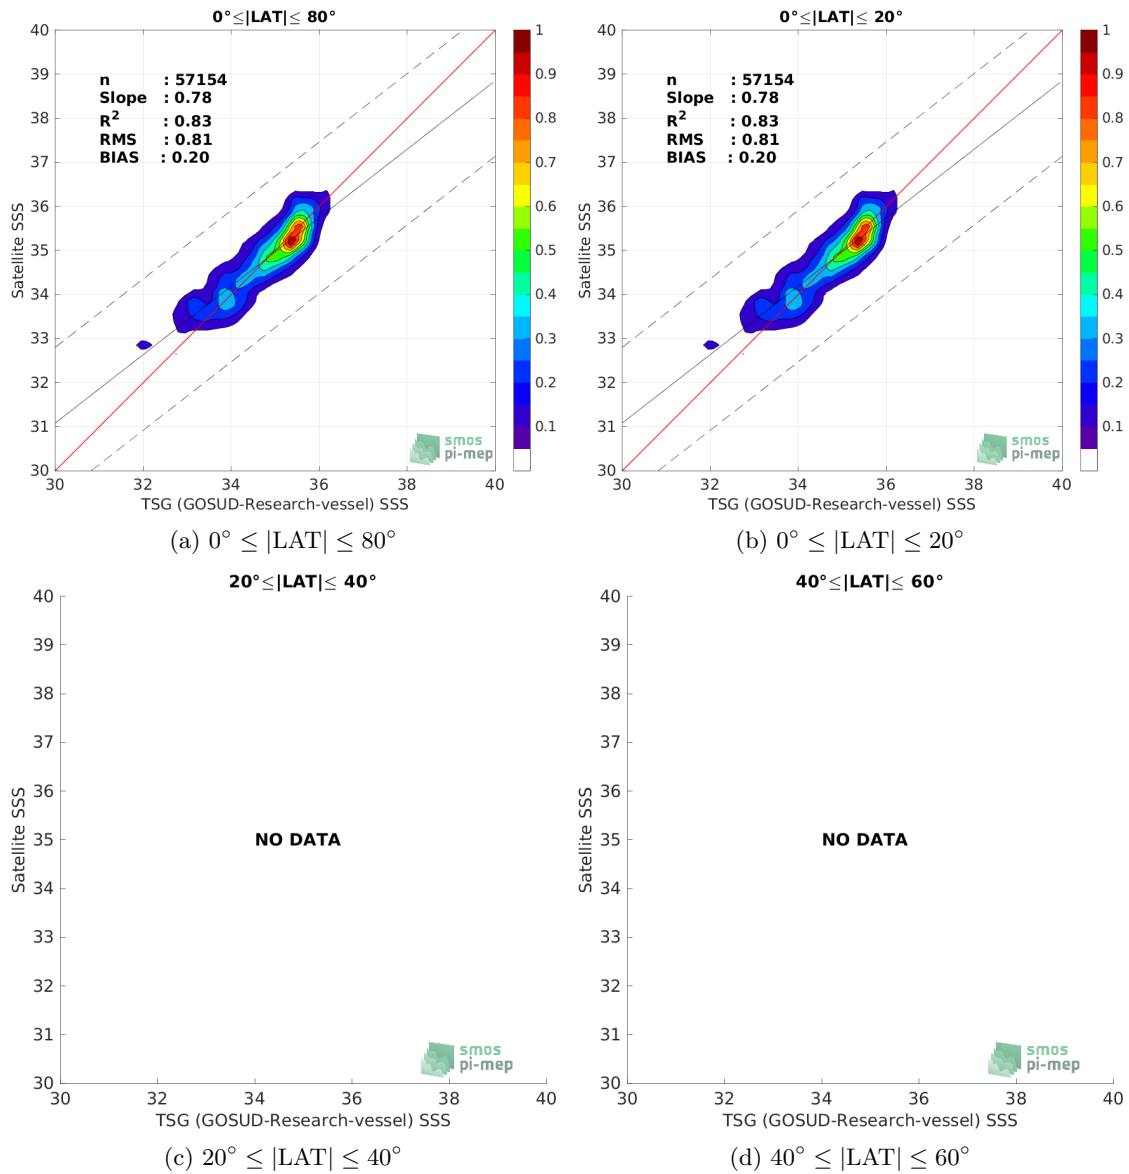 0°≤|LAT|≤ 80°
40
39
38
37
36
35
34
33
32
31
30
Satellite SSS
n : 57154
Slope : 0.78
R² : 0.83
RMS : 0.81
BIAS : 0.20
1
0.9
0.8
0.7
0.6
0.5
0.4
0.3
0.2
0.1
smos
pi-mep
30 32 34 36 38 40
TSG (GOSUD-Research-vessel) SSS
(a) 0° ≤ |LAT| ≤ 80°
0°≤|LAT|≤ 20°
40
39
38
37
36
35
34
33
32
31
30
Satellite SSS
n : 57154
Slope : 0.78
R² : 0.83
RMS : 0.81
BIAS : 0.20
1
0.9
0.8
0.7
0.6
0.5
0.4
0.3
0.2
0.1
smos
pi-mep
30 32 34 36 38 40
TSG (GOSUD-Research-vessel) SSS
(b) 0° ≤ |LAT| ≤ 20°
20°≤|LAT|≤ 40°
40
39
38
37
36
35
34
33
32
31
30
Satellite SSS
NO DATA
smos
pi-mep
30 32 34 36 38 40
TSG (GOSUD-Research-vessel) SSS
(c) 20° ≤ |LAT| ≤ 40°
40°≤|LAT|≤ 60°
40
39
38
37
36
35
34
33
32
31
30
Satellite SSS
NO DATA
smos
pi-mep
30 32 34 36 38 40
TSG (GOSUD-Research-vessel) SSS
(d) 40° ≤ |LAT| ≤ 60°